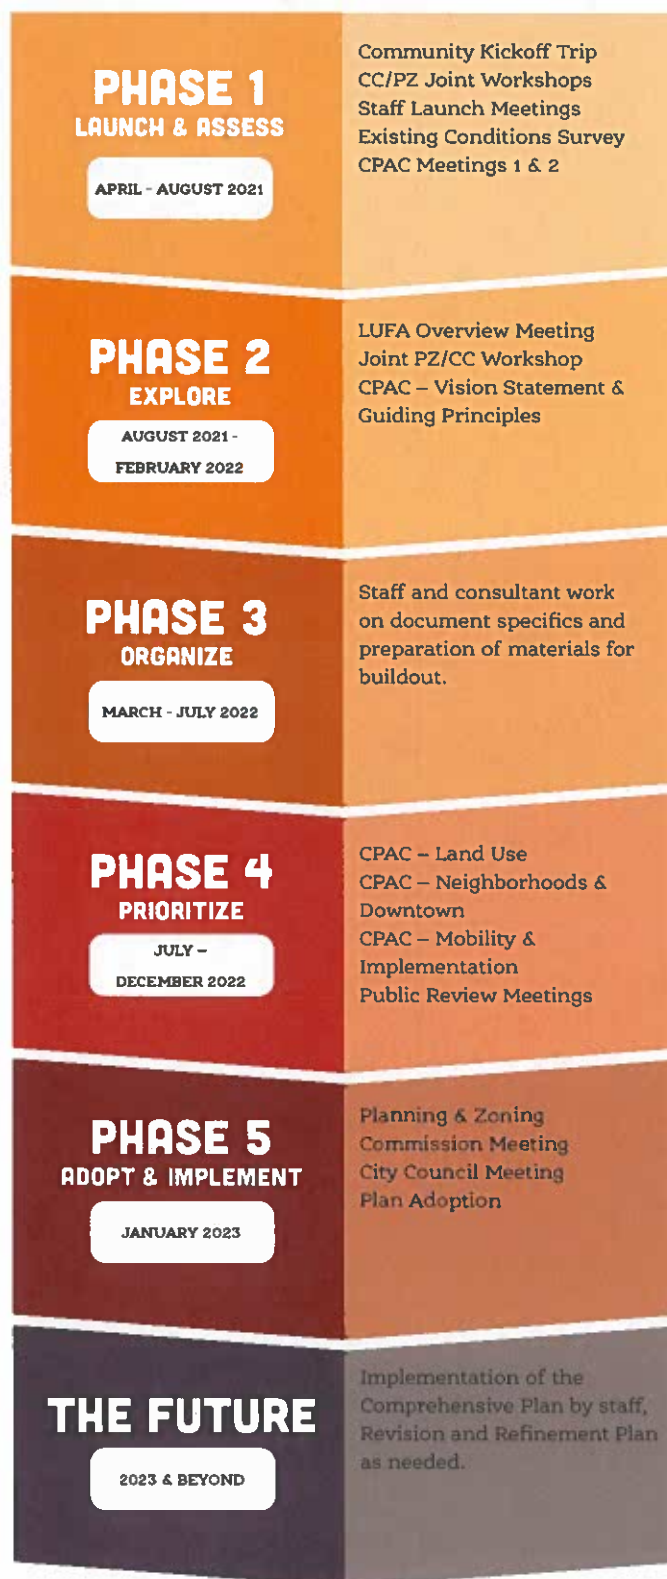 PHASE 1
LAUNCH & ASSESS
APRIL - AUGUST 2021
Community Kickoff Trip
CC/PZ Joint Workshops
Staff Launch Meetings
Existing Conditions Survey
CPAC Meetings 1 & 2
PHASE 2
EXPLORE
AUGUST 2021 -
FEBRUARY 2022
LUFA Overview Meeting
Joint PZ/CC Workshop
CPAC – Vision Statement &
Guiding Principles
PHASE 3
ORGANIZE
MARCH - JULY 2022
Staff and consultant work
on document specifics and
preparation of materials for
buildout.
PHASE 4
PRIORITIZE
JULY –
DECEMBER 2022
CPAC – Land Use
CPAC – Neighborhoods &
Downtown
CPAC – Mobility &
Implementation
Public Review Meetings
PHASE 5
ADOPT & IMPLEMENT
JANUARY 2023
Planning & Zoning
Commission Meeting
City Council Meeting
Plan Adoption
THE FUTURE
2023 & BEYOND
Implementation of the
Comprehensive Plan by staff,
Revision and Refinement Plan
as needed.